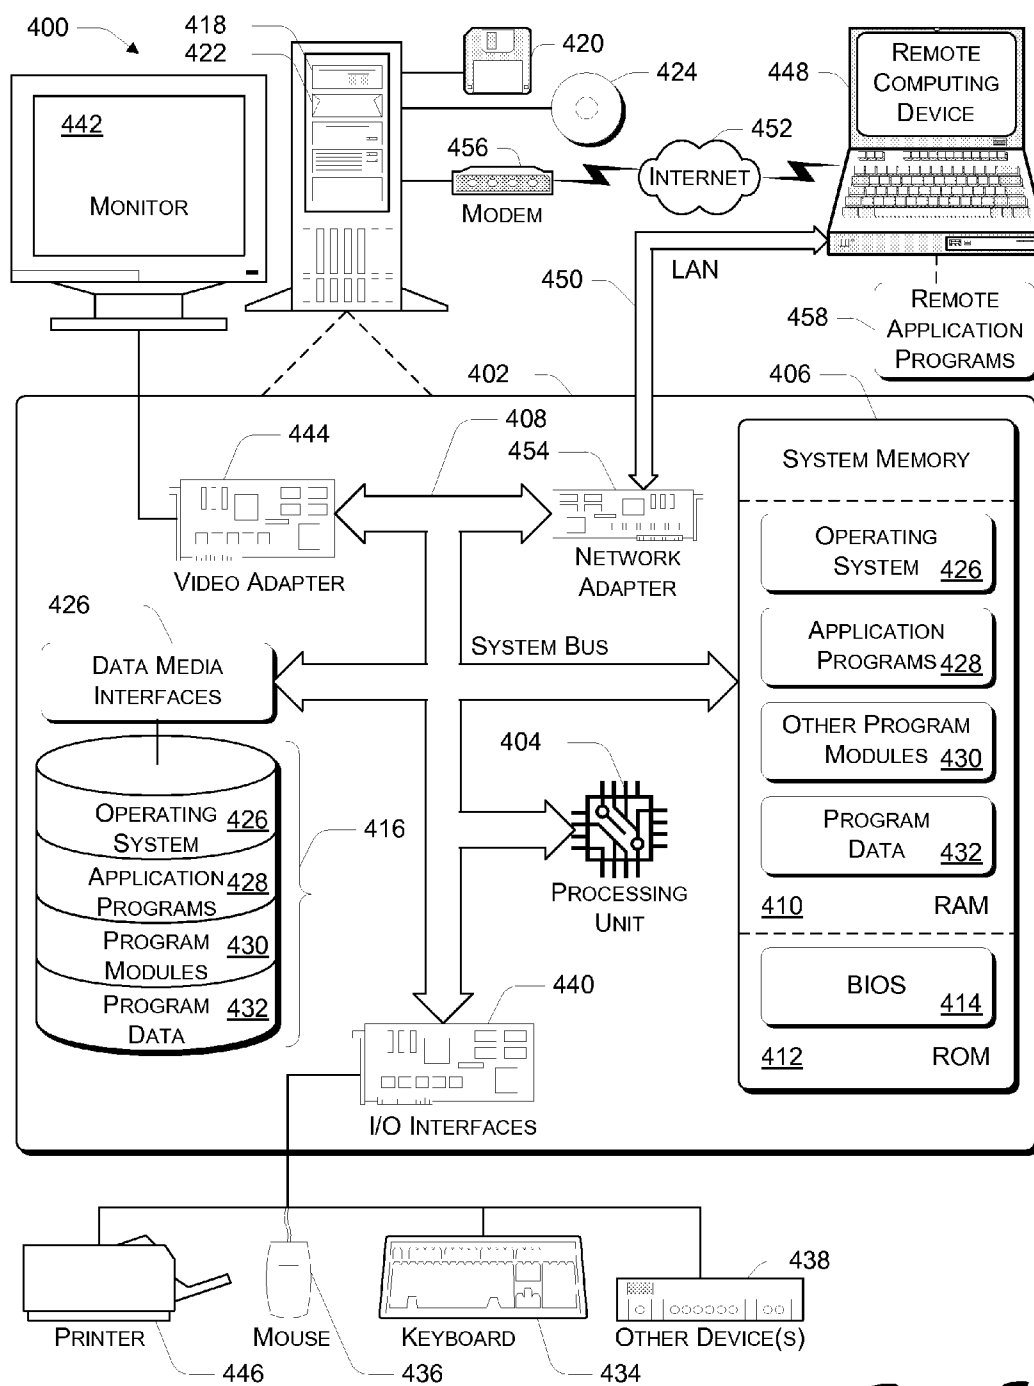 400
418
422
420
424
448
REMOTE
COMPUTING
DEVICE
442
MONITOR
456
MODEM
452
INTERNET
LAN
450
458
REMOTE
APPLICATION
PROGRAMS
402
406
408
444
454
VIDEO ADAPTER
NETWORK
ADAPTER
SYSTEM MEMORY
OPERATING
SYSTEM 426
APPLICATION
PROGRAMS 428
OTHER PROGRAM
MODULES 430
PROGRAM
DATA 432
410 RAM
BIOS
414
412 ROM
426
DATA MEDIA
INTERFACES
SYSTEM BUS
404
PROCESSING
UNIT
OPERATING 426
SYSTEM
416
APPLICATION 428
PROGRAMS
PROGRAM 430
MODULES
PROGRAM 432
DATA
440
I/O INTERFACES
PRINTER
446
MOUSE
436
KEYBOARD
434
438
OTHER DEVICE(S)